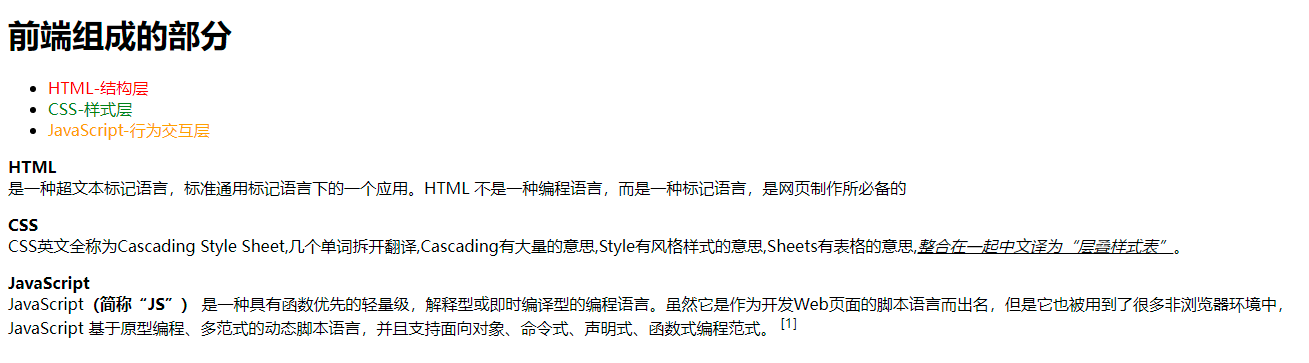 前端组成的部分
HTML-结构层
CSS-样式层
JavaScript-行为交互层
HTML
是一种超文本标记语言，标准通用标记语言下的一个应用。HTML 不是一种编程语言，而是一种标记语言，是网页制作所必备的
CSS
CSS英文全称为Cascading Style Sheet,几个单词拆开翻译,Cascading有大量的意思,Style有风格样式的意思,Sheets有表格的意思,整合在一起中文译为“层叠样式表”。
JavaScript
JavaScript（简称“JS”） 是一种具有函数优先的轻量级，解释型或即时编译型的编程语言。虽然它是作为开发Web页面的脚本语言而出名，但是它也被用到了很多非浏览器环境中，
JavaScript 基于原型编程、多范式的动态脚本语言，并且支持面向对象、命令式、声明式、函数式编程范式。 [1]